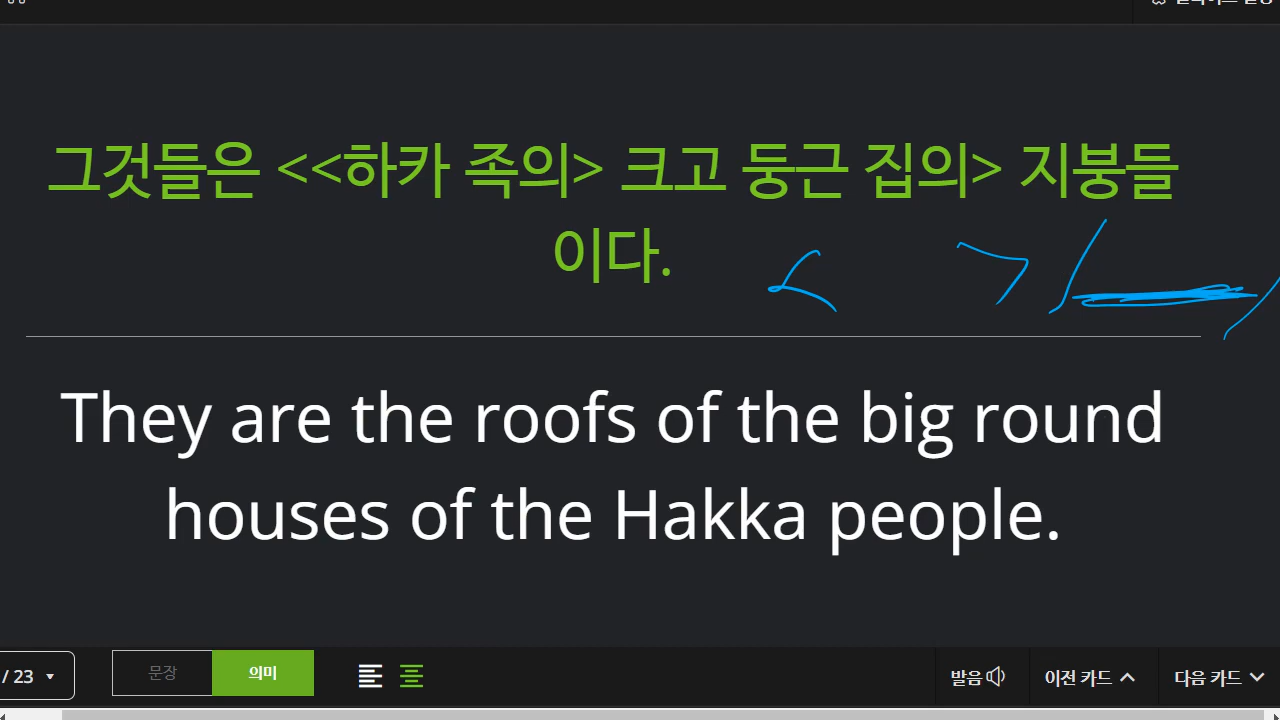 그것들은 <<하카 족의> 크고 둥근 집의> 지붕들
이다.
They are the roofs of the big round
houses of the Hakka people.
/ 23
문장
의미
발음
이전 카드
다음 카드